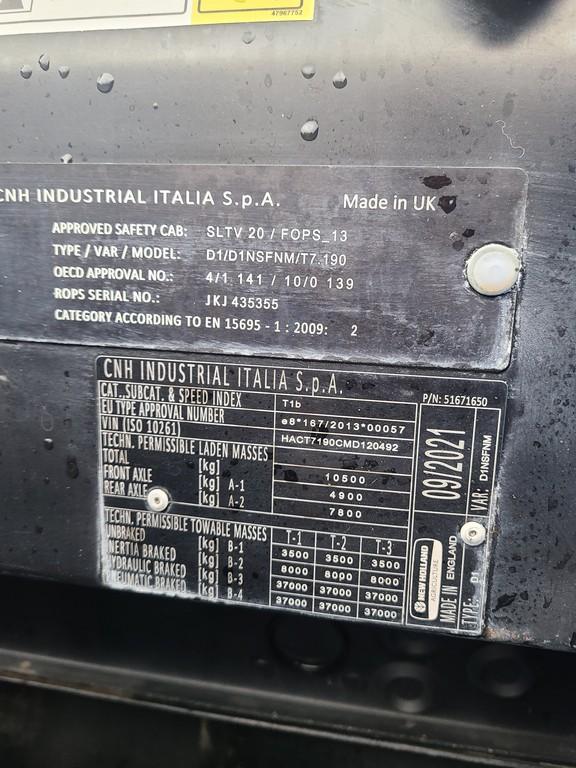 47967752
CNH INDUSTRIAL ITALIA S.p.A. Made in UK
APPROVED SAFETY CAB: SLTV 20 / FOPS_13
TYPE / VAR / MODEL: D1/D1NSFNM/T7.190
OECD APPROVAL NO.: 4/1 141 / 10/0 139
ROPS SERIAL NO.: JKJ 435355
CATEGORY ACCORDING TO EN 15695 - 1 : 2009: 2
CNH INDUSTRIAL ITALIA S.p.A.
P/N: 51671650
CAT.,SUBCAT. & SPEED INDEX T1b
EU TYPE APPROVAL NUMBER e8*167/2013*00057
VIN (ISO 10261) HACT7190CMD120492
TECHN. PERMISSIBLE LADEN MASSES
TOTAL [kg] 10500
FRONT AXLE [kg] A-1 4900
REAR AXLE [kg] A-2 7800
TECHN. PERMISSIBLE TOWABLE MASSES T-1 T-2 T-3
UNBRAKED [kg] B-1 3500 3500 3500
INERTIA BRAKED [kg] B-2 8000 8000 8000
HYDRAULIC BRAKED [kg] B-3 37000 37000 37000
PNEUMATIC BRAKED [kg] B-4 37000 37000 37000
09/2021
VAR: D1NSFNM
NEW HOLLAND
AGRICULTURE
MADE IN ENGLAND
TYPE: D1